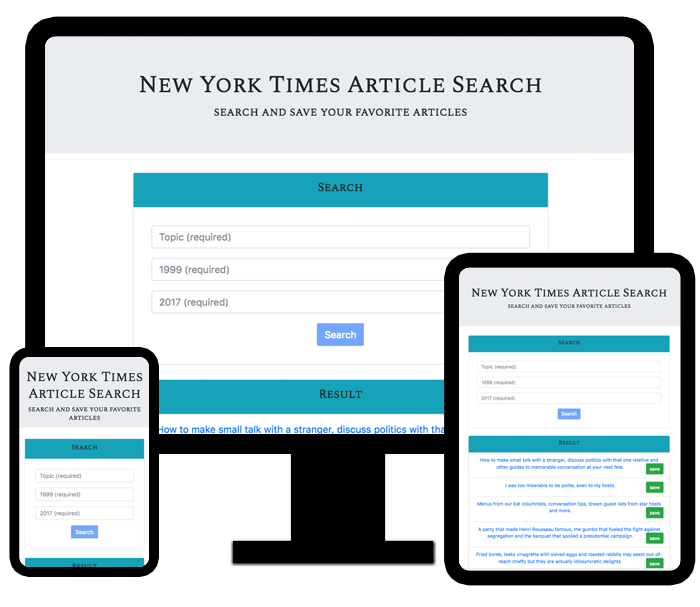 New York Times Article Search
search and save your favorite articles
Search
Topic (required)
1999 (required)
2017 (required)
Search
Result
How to make small talk with a stranger, discuss politics with tha
New York Times
Article Search
search and save your favorite
articles
Search
Topic (required)
1999 (required)
2017 (required)
Search
Result
New York Times Article Search
search and save your favorite articles
Search
Topic (required)
1999 (required)
2017 (required)
Search
Result
How to make small talk with a stranger, discuss politics with that one relative and
other guides to memorable conversation at your next fete.
save
I was too miserable to be polite, even to my hosts.
save
Menus from our Eat columnists, conversation tips, dream guest lists from star hosts
and more.
save
A party that made Henri Rousseau famous, the gumbo that fueled the fight against
segregation and the banquet that spoiled a presidential campaign.
save
Fried borek, leeks vinaigrette with sieved eggs and roasted rabbits may seem out-of-
reach cheffy but they are actually idiosyncratic delights.
save